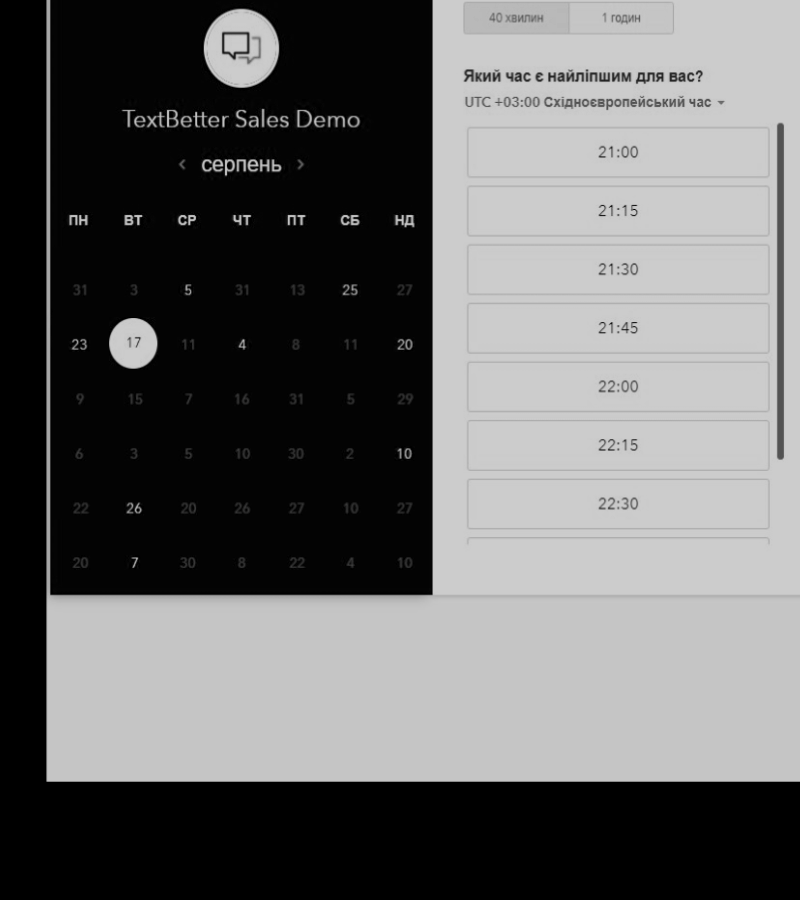 TextBetter Sales Demo
серпень
ПН ВТ СР ЧТ ПТ СБ НД
31 3 5 31 13 25 27
23 17 11 4 8 11 20
9 15 7 16 31 5 29
6 3 5 10 30 2 10
22 26 20 26 27 10 27
20 7 30 8 22 4 10
40 хвилин 1 годин
Який час є найліпшим для вас?
UTC +03:00 Східноєвропейський час
21:00
21:15
21:30
21:45
22:00
22:15
22:30